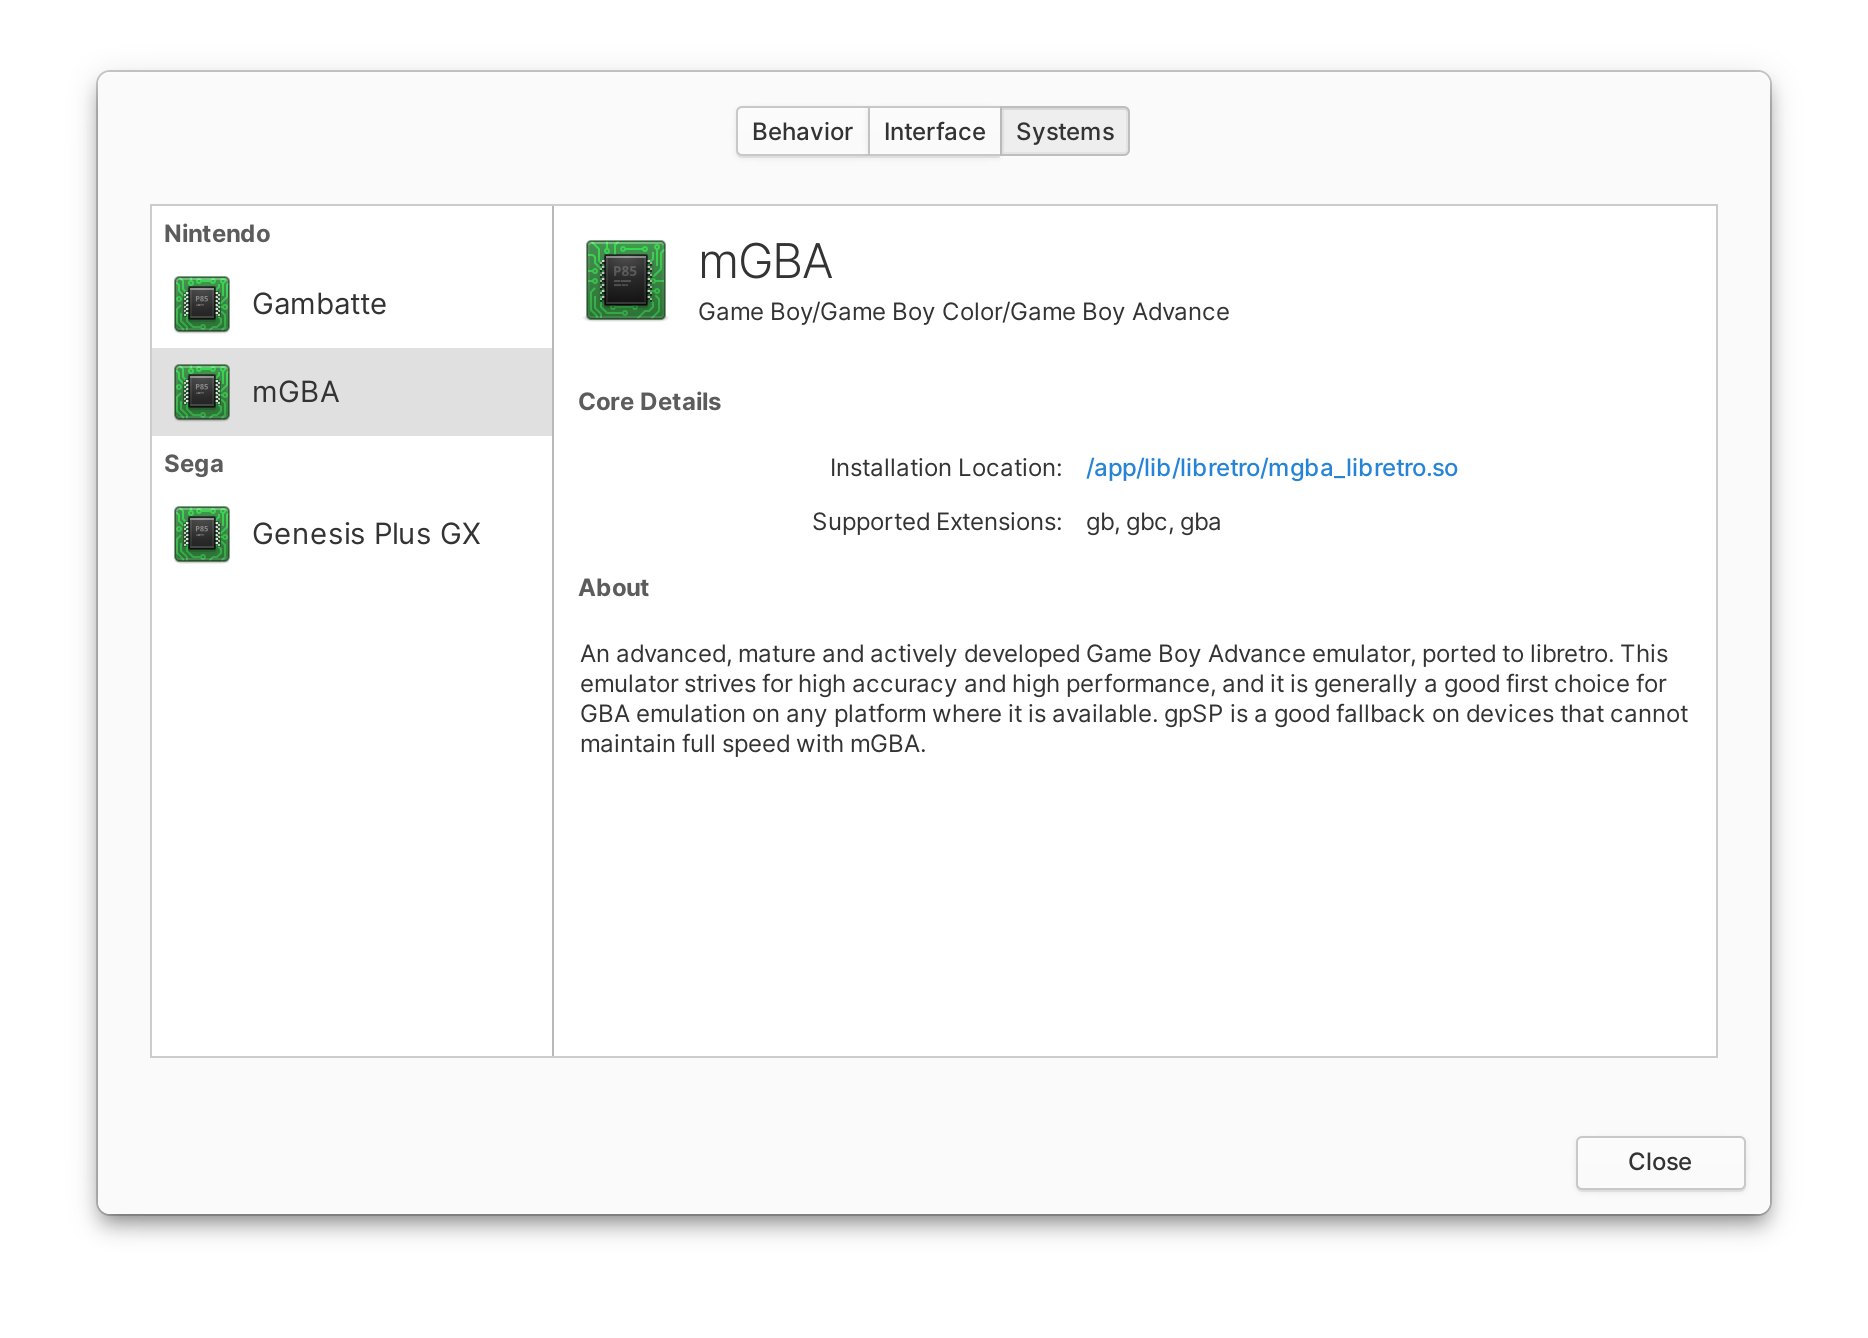 Behavior Interface Systems
Nintendo
Gambatte
mGBA
Sega
Genesis Plus GX
P85
mGBA
Game Boy/Game Boy Color/Game Boy Advance
Core Details
Installation Location: /app/lib/libretro/mgba_libretro.so
Supported Extensions: gb, gbc, gba
About
An advanced, mature and actively developed Game Boy Advance emulator, ported to libretro. This
emulator strives for high accuracy and high performance, and it is generally a good first choice for
GBA emulation on any platform where it is available. gpSP is a good fallback on devices that cannot
maintain full speed with mGBA.
Close